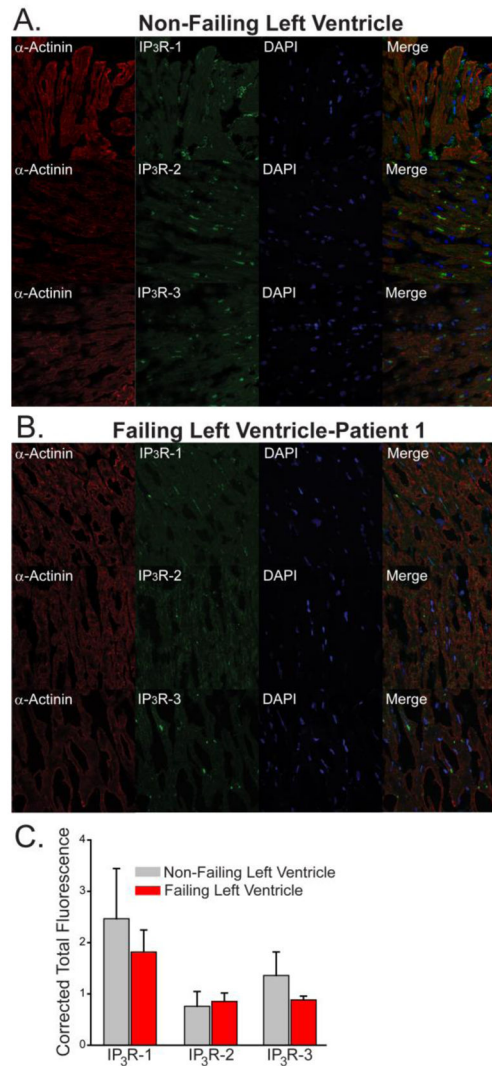 A.
Non-Failing Left Ventricle
α-Actinin IP3R-1 DAPI Merge
α-Actinin IP3R-2 DAPI Merge
α-Actinin IP3R-3 DAPI Merge
B.
Failing Left Ventricle-Patient 1
α-Actinin IP3R-1 DAPI Merge
α-Actinin IP3R-2 DAPI Merge
α-Actinin IP3R-3 DAPI Merge
C.
Corrected Total Fluorescence
4
3
2
1
0
Non-Failing Left Ventricle
Failing Left Ventricle
IP3R-1 IP3R-2 IP3R-3